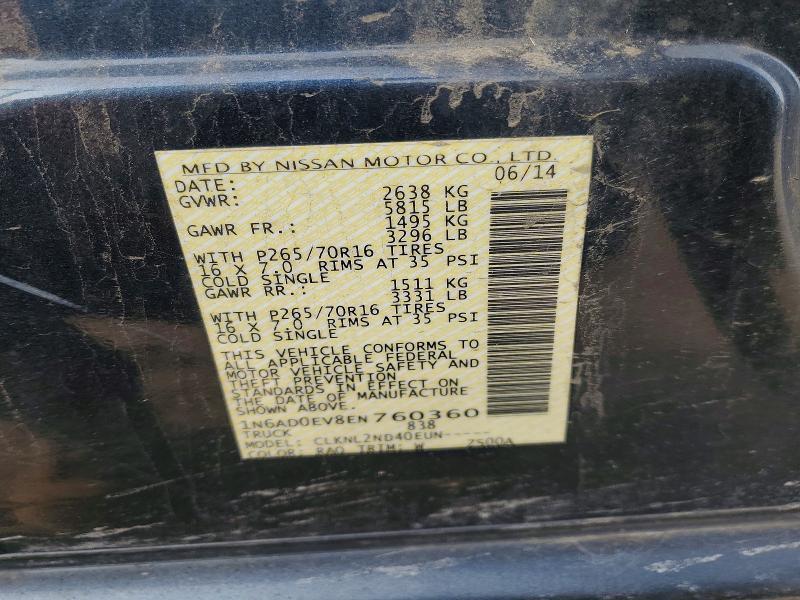 MFD BY NISSAN MOTOR CO., LTD.
DATE: 06/14
GVWR: 2638 KG
5815 LB
GAWR FR.: 1495 KG
3296 LB
WITH P265/70R16 TIRES
16 X 7.0 RIMS AT 35 PSI
COLD SINGLE
GAWR RR.: 1511 KG
3331 LB
WITH P265/70R16 TIRES
16 X 7.0 RIMS AT 35 PSI
COLD SINGLE
THIS VEHICLE CONFORMS TO
ALL APPLICABLE FEDERAL
MOTOR VEHICLE SAFETY AND
THEFT PREVENTION
STANDARDS IN EFFECT ON
THE DATE OF MANUFACTURE
SHOWN ABOVE.
1N6AD0EV8EN760360
TRUCK 838
MODEL: CLKNL2ND40EUN-----
COLOR: RAQ TRIM: W Z500A